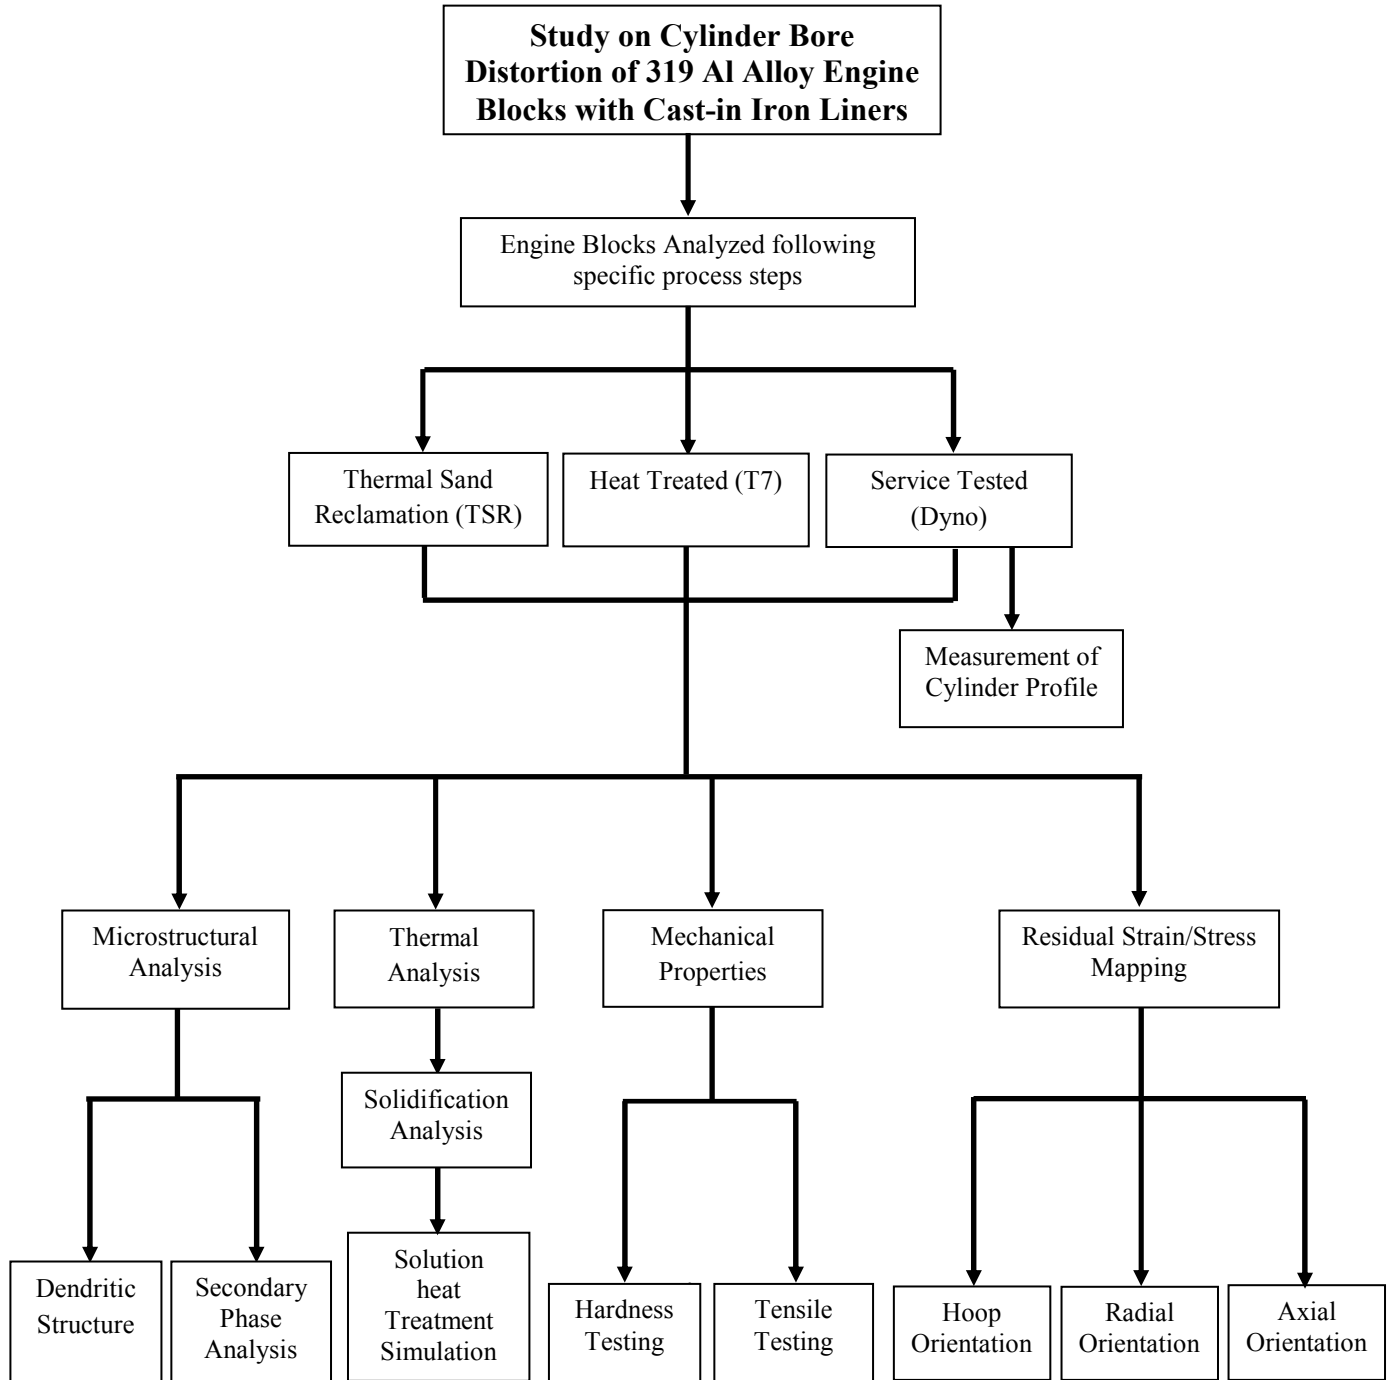 Study on Cylinder Bore
Distortion of 319 Al Alloy Engine
Blocks with Cast-in Iron Liners
Engine Blocks Analyzed following
specific process steps
Thermal Sand
Reclamation (TSR)
Heat Treated (T7)
Service Tested
(Dyno)
Measurement of
Cylinder Profile
Microstructural
Analysis
Thermal
Analysis
Mechanical
Properties
Residual Strain/Stress
Mapping
Solidification
Analysis
Dendritic
Structure
Secondary
Phase
Analysis
Solution
heat
Treatment
Simulation
Hardness
Testing
Tensile
Testing
Hoop
Orientation
Radial
Orientation
Axial
Orientation